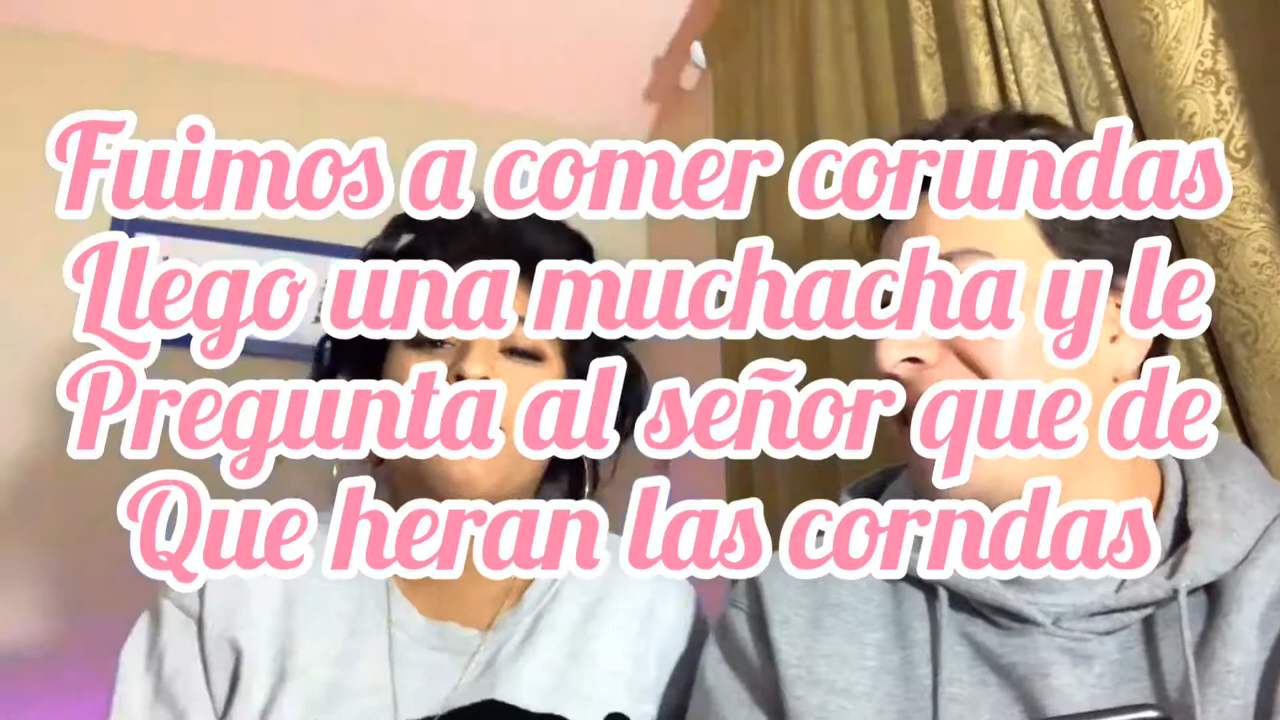 Fuimos a comer corundas
Llego una muchacha y le
Pregunta al señor que de
Que heran las corndas